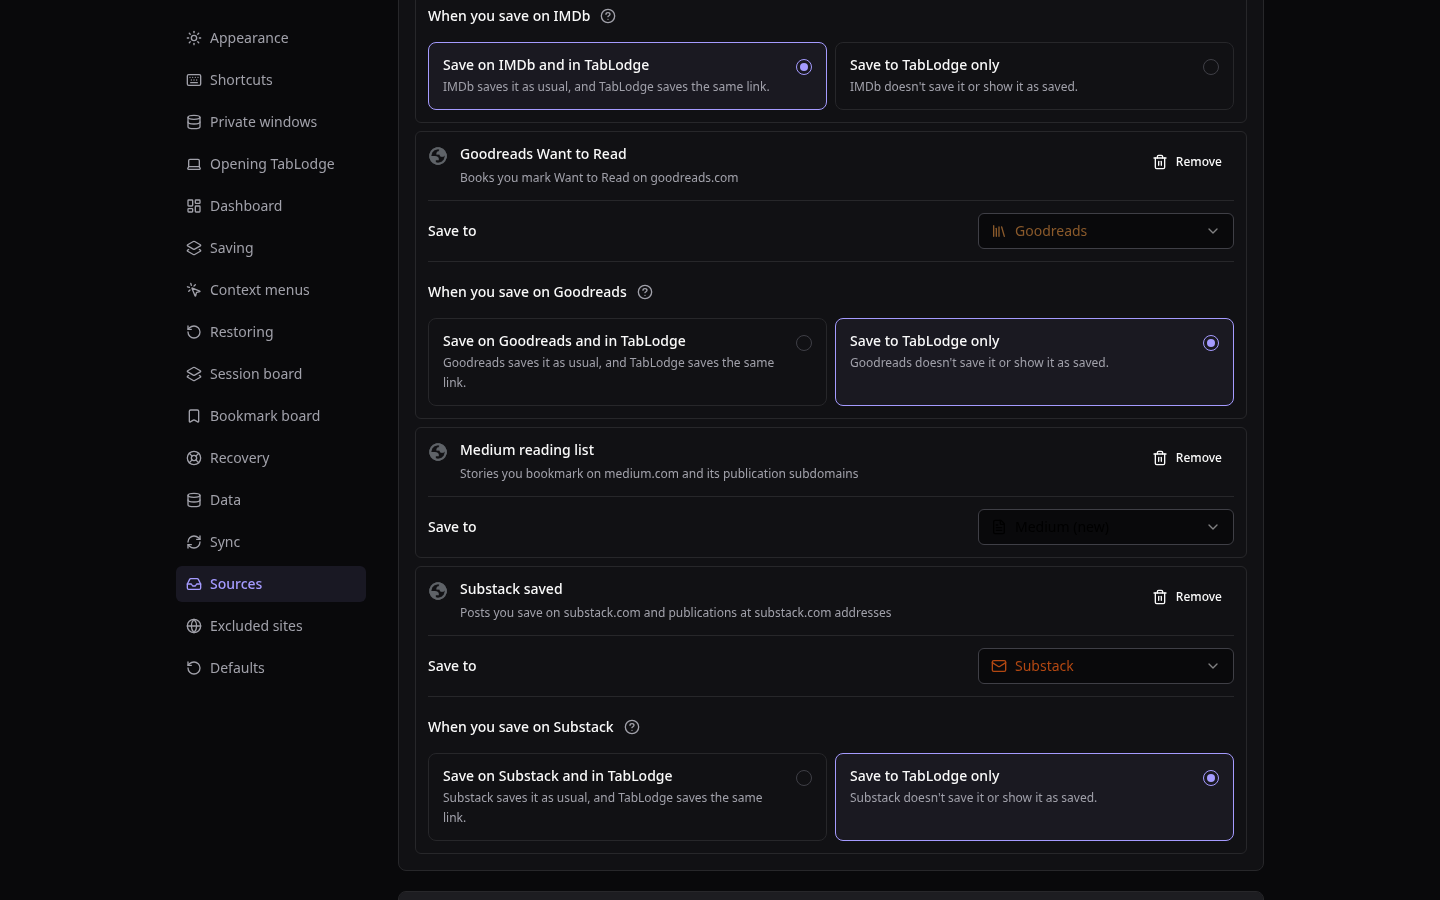 When you save on IMDb
Appearance
Save on IMDb and in TabLodge
Save to TabLodge only
Shortcuts
IMDb saves it as usual, and TabLodge saves the same link.
IMDb doesn't save it or show it as saved.
Private windows
Opening TabLodge
Goodreads Want to Read
Remove
Books you mark Want to Read on goodreads.com
Dashboard
Save to
Goodreads
Saving
Context menus
When you save on Goodreads
Restoring
Save on Goodreads and in TabLodge
Save to TabLodge only
Goodreads saves it as usual, and TabLodge saves the same
link.
Goodreads doesn't save it or show it as saved.
Session board
Bookmark board
Recovery
Medium reading list
Remove
Stories you bookmark on medium.com and its publication subdomains
Data
Save to
Medium (new)
Sync
Sources
Substack saved
Remove
Posts you save on substack.com and publications at substack.com addresses
Excluded sites
Defaults
Save to
Substack
When you save on Substack
Save on Substack and in TabLodge
Save to TabLodge only
Substack saves it as usual, and TabLodge saves the same
link.
Substack doesn't save it or show it as saved.